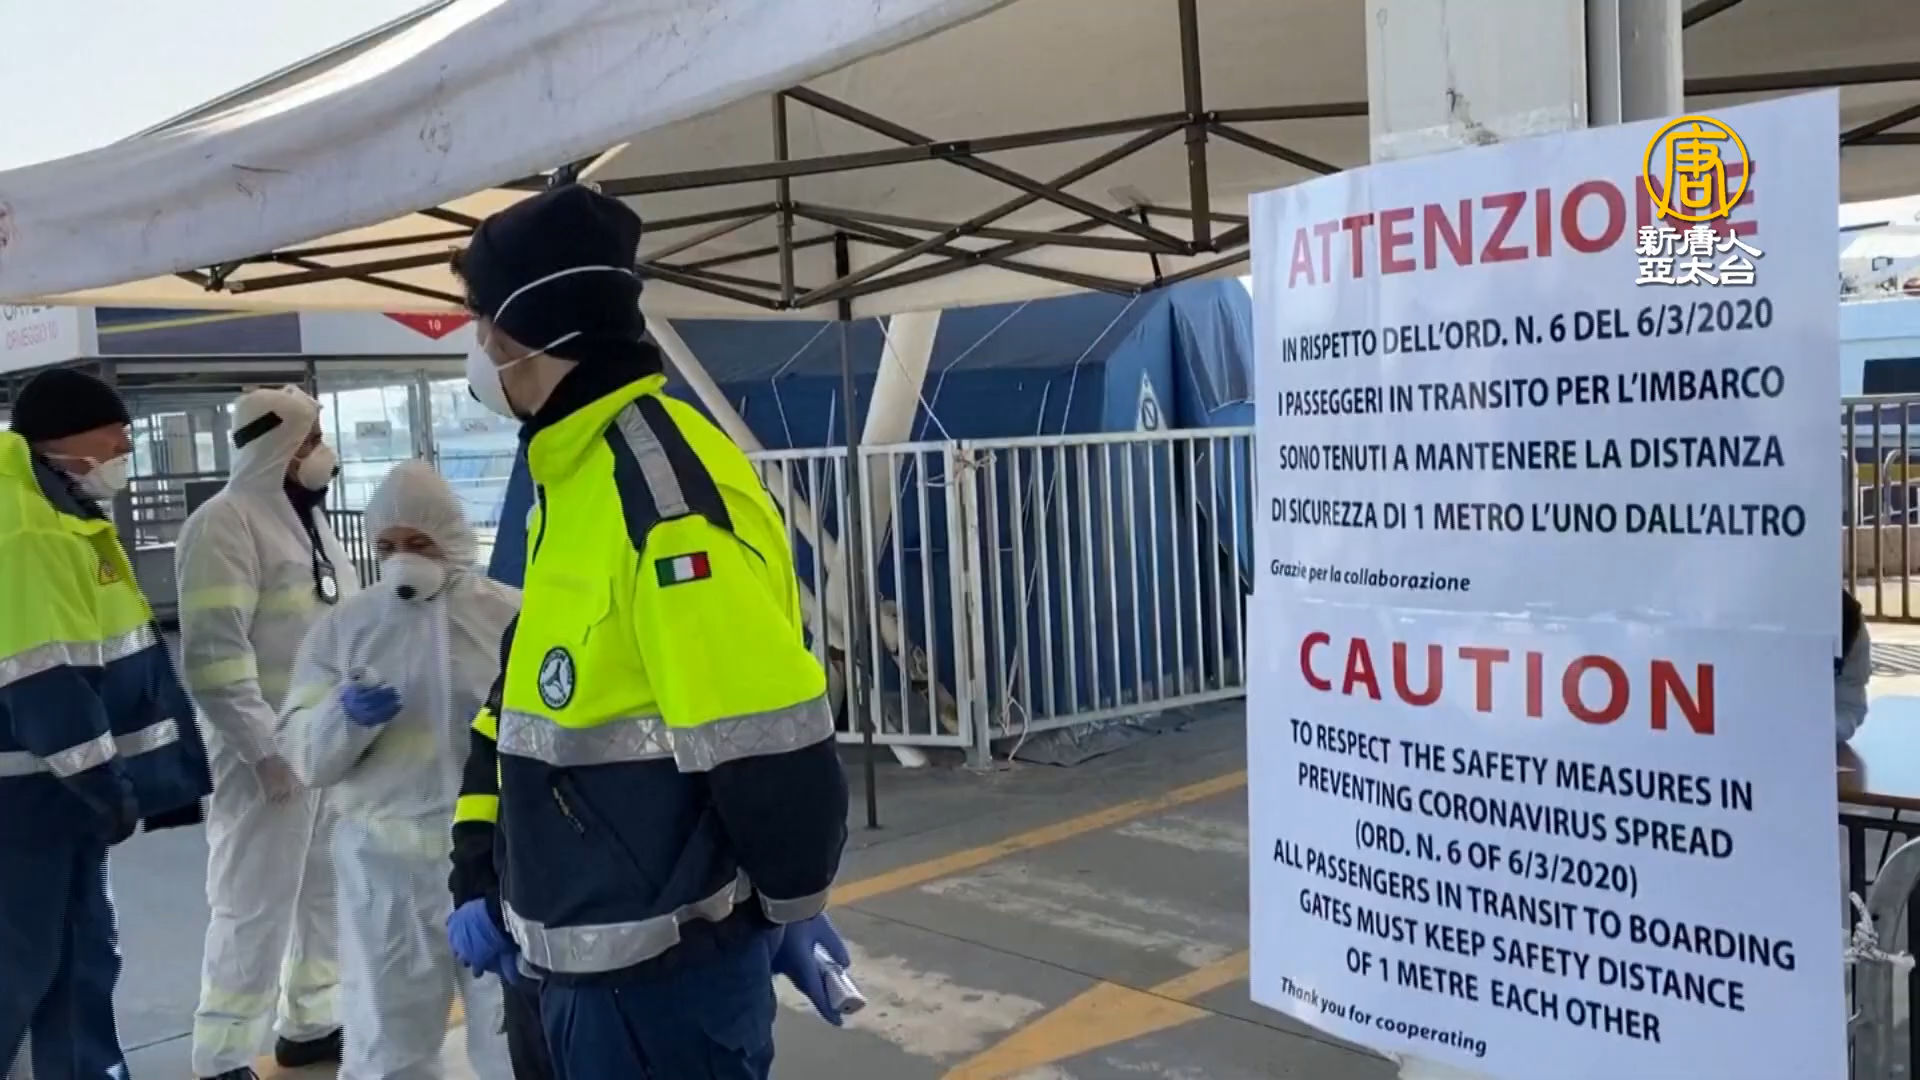 唐
新唐人
亞太台
ATTENZIONE
IN RISPETTO DELL'ORD. N. 6 DEL 6/3/2020
I PASSEGGERI IN TRANSITO PER L'IMBARCO
SONO TENUTI A MANTENERE LA DISTANZA
DI SICUREZZA DI 1 METRO L'UNO DALL'ALTRO
Grazie per la collaborazione
CAUTION
TO RESPECT THE SAFETY MEASURES IN
PREVENTING CORONAVIRUS SPREAD
(ORD. N. 6 OF 6/3/2020)
ALL PASSENGERS IN TRANSIT TO BOARDING
GATES MUST KEEP SAFETY DISTANCE
OF 1 METRE EACH OTHER
Thank you for cooperating
ORMEGGIO 10
10